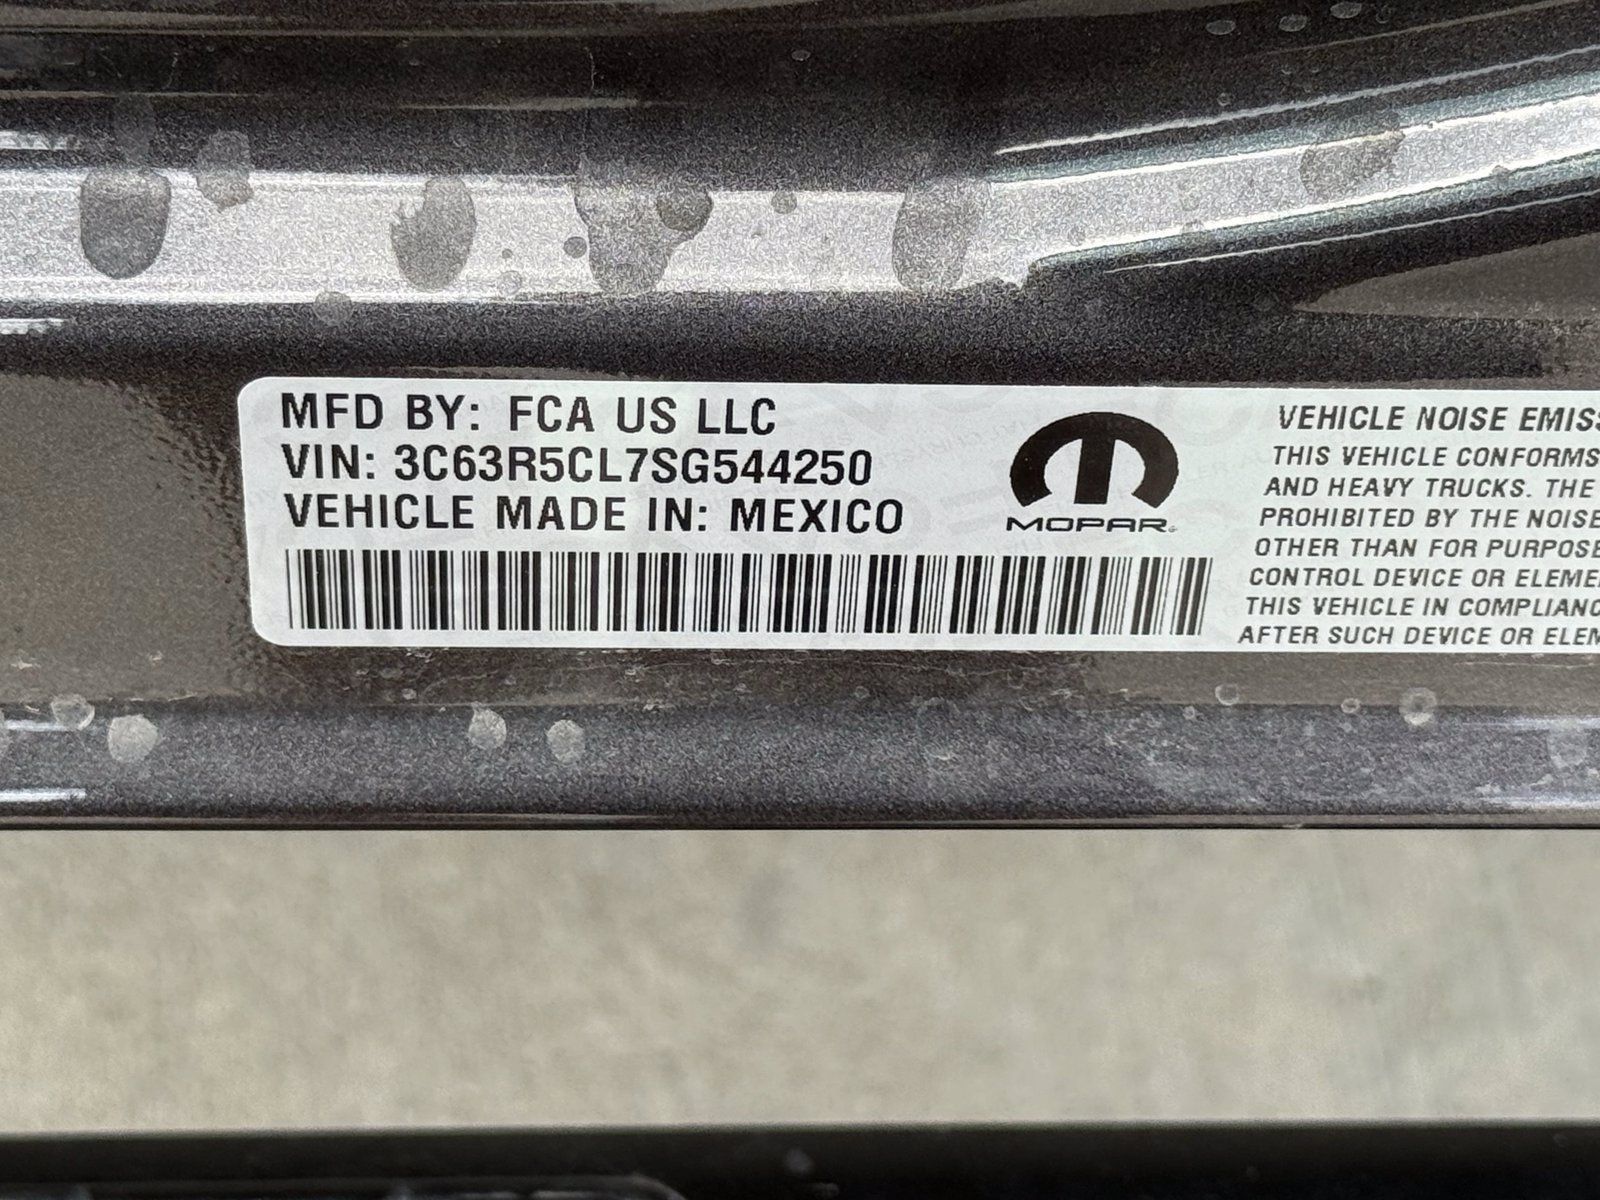 MFD BY: FCA US LLC
VIN: 3C63R5CL7SG544250
VEHICLE MADE IN: MEXICO
MOPAR
VEHICLE NOISE EMISS
THIS VEHICLE CONFORMS
AND HEAVY TRUCKS. THE
PROHIBITED BY THE NOISE
OTHER THAN FOR PURPOSE
CONTROL DEVICE OR ELEME
THIS VEHICLE IN COMPLIANC
AFTER SUCH DEVICE OR ELEM